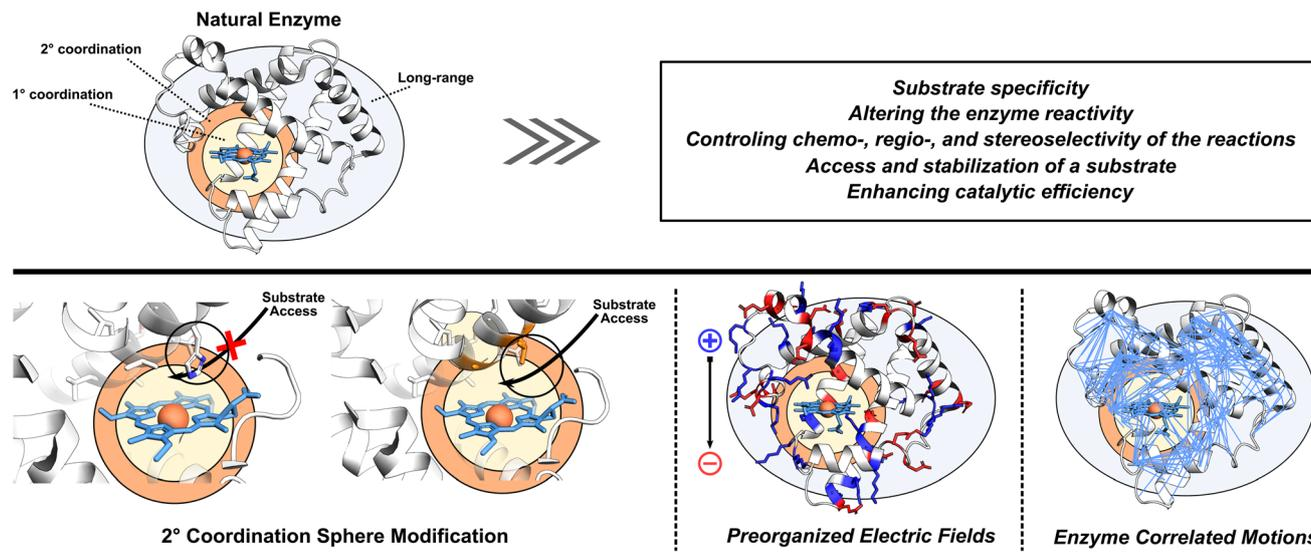 Natural Enzyme
2° coordination
1° coordination
Long-range
Substrate specificity
Altering the enzyme reactivity
Controling chemo-, regio-, and stereoselectivity of the reactions
Access and stabilization of a substrate
Enhancing catalytic efficiency
Substrate
Access
Substrate
Access
+
−
2° Coordination Sphere Modification
Preorganized Electric Fields
Enzyme Correlated Motions